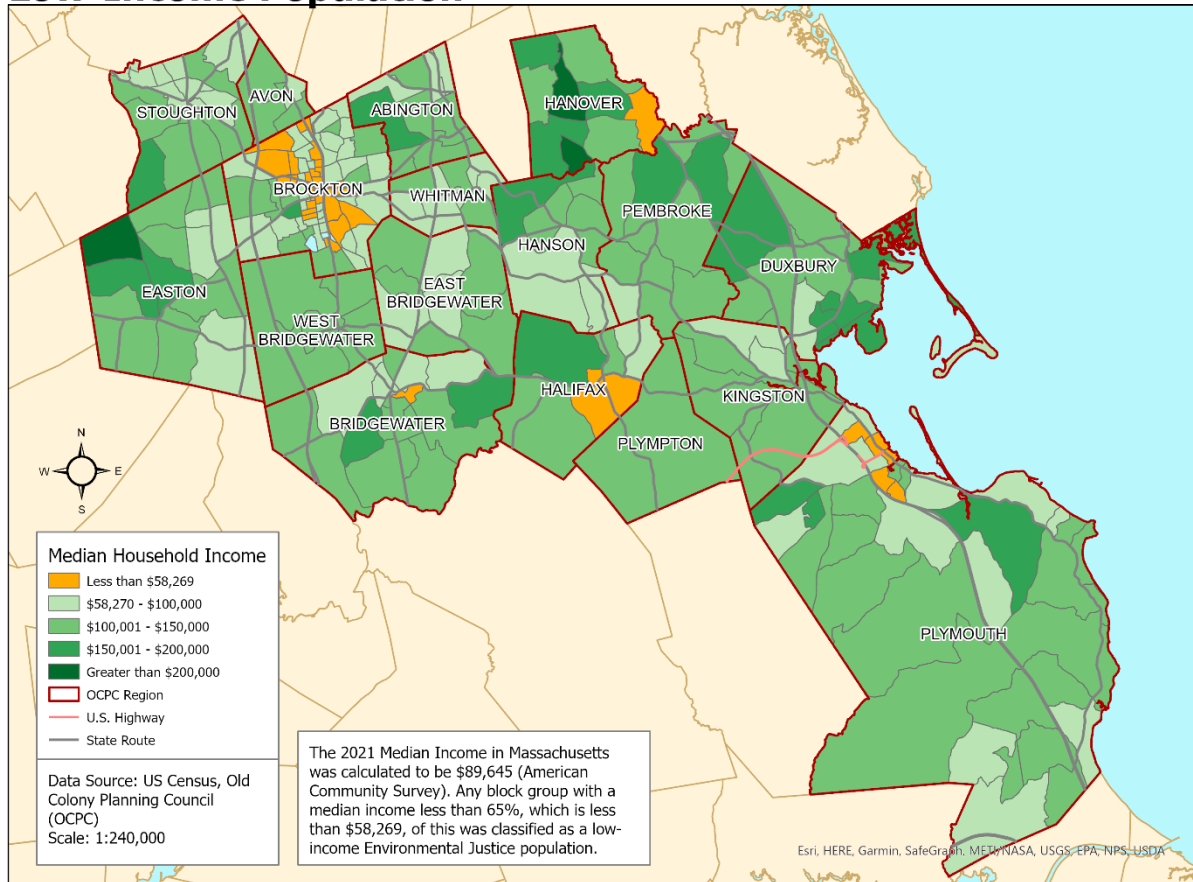 Low-Income Population
STOUGHTON
AVON
ABINGTON
HANOVER
BROCKTON
WHITMAN
PEMBROKE
HANSON
DUXBURY
EASTON
EAST
BRIDGEWATER
WEST
BRIDGEWATER
HALIFAX
KINGSTON
BRIDGEWATER
PLYMPTON
PLYMOUTH
N
W
E
S
Median Household Income
Less than $58,269
$58,270 - $100,000
$100,001 - $150,000
$150,001 - $200,000
Greater than $200,000
OCPC Region
U.S. Highway
State Route
Data Source: US Census, Old
Colony Planning Council
(OCPC)
Scale: 1:240,000
The 2021 Median Income in Massachusetts
was calculated to be $89,645 (American
Community Survey). Any block group with a
median income less than 65%, which is less
than $58,269, of this was classified as a low-
income Environmental Justice population.
Esri, HERE, Garmin, SafeGraph, METI/NASA, USGS, EPA, NPS, USDA